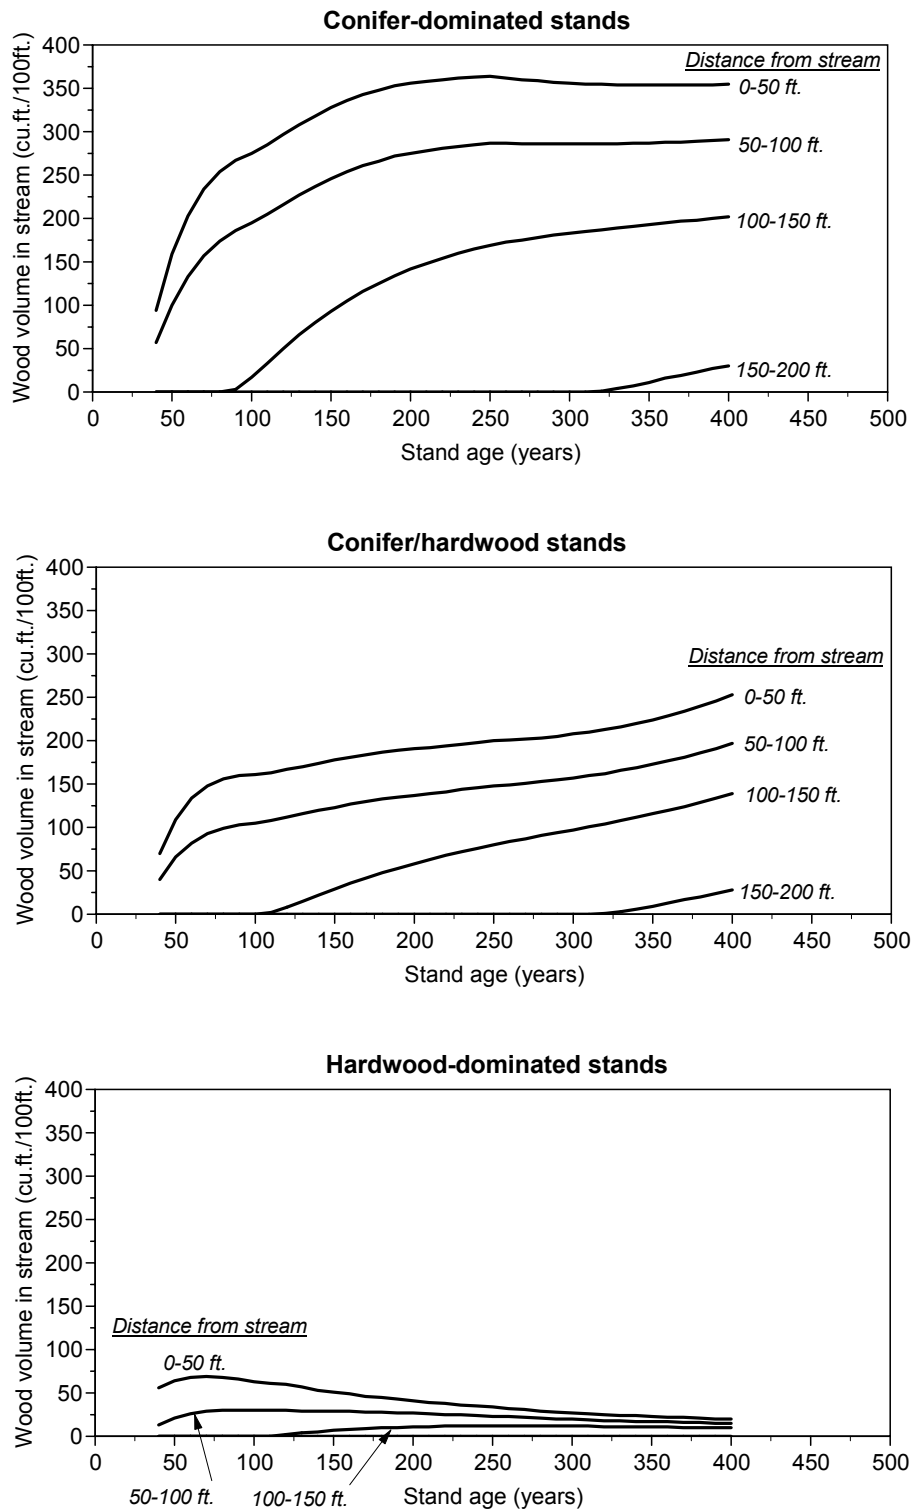 Conifer-dominated stands
Wood volume in stream (cu.ft./100ft.)
400
350
300
250
200
150
100
50
0
Distance from stream
0-50 ft.
50-100 ft.
100-150 ft.
150-200 ft.
0 50 100 150 200 250 300 350 400 450 500
Stand age (years)
Conifer/hardwood stands
Wood volume in stream (cu.ft./100ft.)
400
350
300
250
200
150
100
50
0
Distance from stream
0-50 ft.
50-100 ft.
100-150 ft.
150-200 ft.
0 50 100 150 200 250 300 350 400 450 500
Stand age (years)
Hardwood-dominated stands
Wood volume in stream (cu.ft./100ft.)
400
350
300
250
200
150
100
50
0
Distance from stream
0-50 ft.
0 50 100 150 200 250 300 350 400 450 500
50-100 ft. 100-150 ft. Stand age (years)